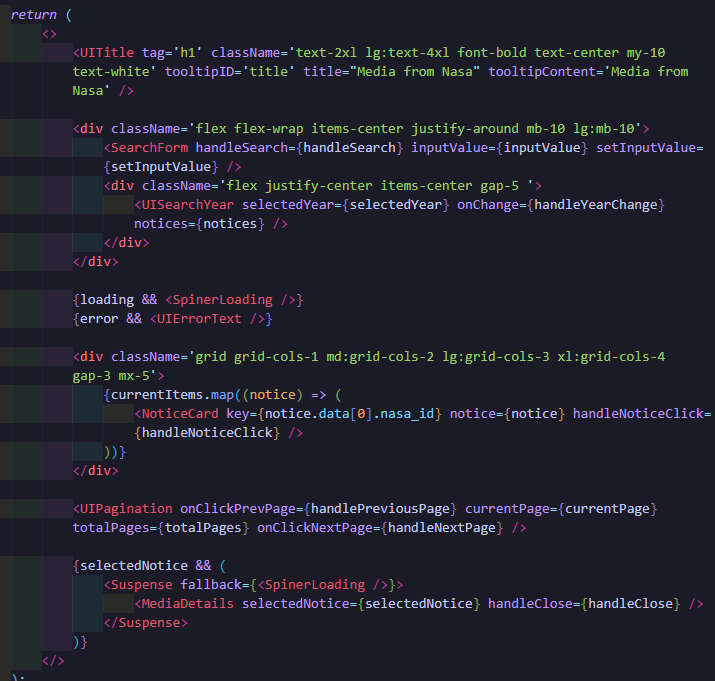 return (
<>
<UITitle tag='h1' className='text-2xl lg:text-4xl font-bold text-center my-10
text-white' tooltipID='title' title="Media from Nasa" tooltipContent='Media from
Nasa' />
<div className='flex flex-wrap items-center justify-around mb-10 lg:mb-10'>
<SearchForm handleSearch={handleSearch} inputValue={inputValue} setInputValue=
{setInputValue} />
<div className='flex justify-center items-center gap-5 '>
<UISearchYear selectedYear={selectedYear} onChange={handleYearChange}
notices={notices} />
</div>
</div>
{loading && <SpinerLoading />}
{error && <UIErrorText />}
<div className='grid grid-cols-1 md:grid-cols-2 lg:grid-cols-3 xl:grid-cols-4
gap-3 mx-5'>
{currentItems.map((notice) => (
<NoticeCard key={notice.data[0].nasa_id} notice={notice} handleNoticeClick=
{handleNoticeClick} />
))}
</div>
<UIPagination onClickPrevPage={handlePreviousPage} currentPage={currentPage}
totalPages={totalPages} onClickNextPage={handleNextPage} />
{selectedNotice && (
<Suspense fallback={<SpinerLoading />}>
<MediaDetails selectedNotice={selectedNotice} handleClose={handleClose} />
</Suspense>
)}
</>
);